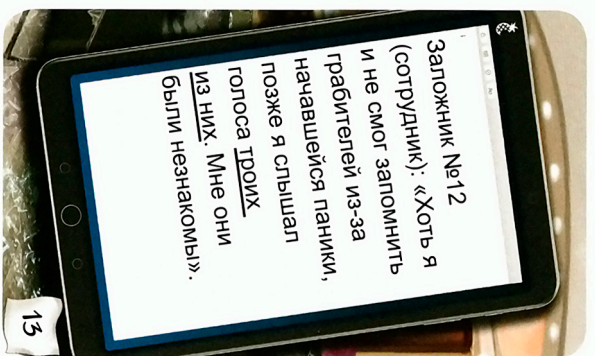 Заложник №12
(сотрудник): «Хоть я
и не смог запомнить
грабителей из-за
начавшейся паники,
позже я слышал
голоса троих
из них. Мне они
были незнакомы».
13